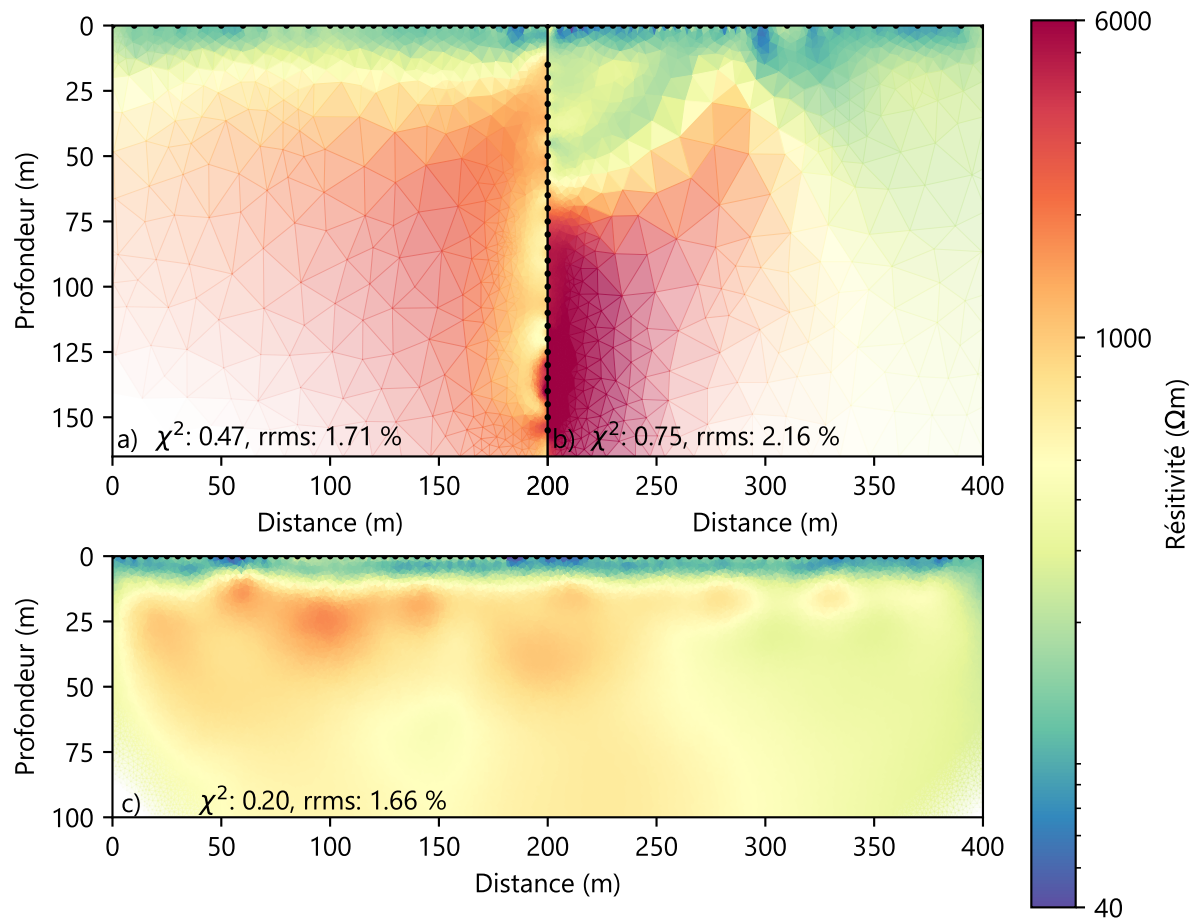 0
25
50
75
100
125
150
Profondeur (m)
a) χ²: 0.47, rrms: 1.71 %
b) χ²: 0.75, rrms: 2.16 %
0 50 100 150 200 250 300 350 400
Distance (m) Distance (m)
0
25
50
75
100
Profondeur (m)
c) χ²: 0.20, rrms: 1.66 %
0 50 100 150 200 250 300 350 400
Distance (m)
6000
1000
40
Résitivité (Ωm)